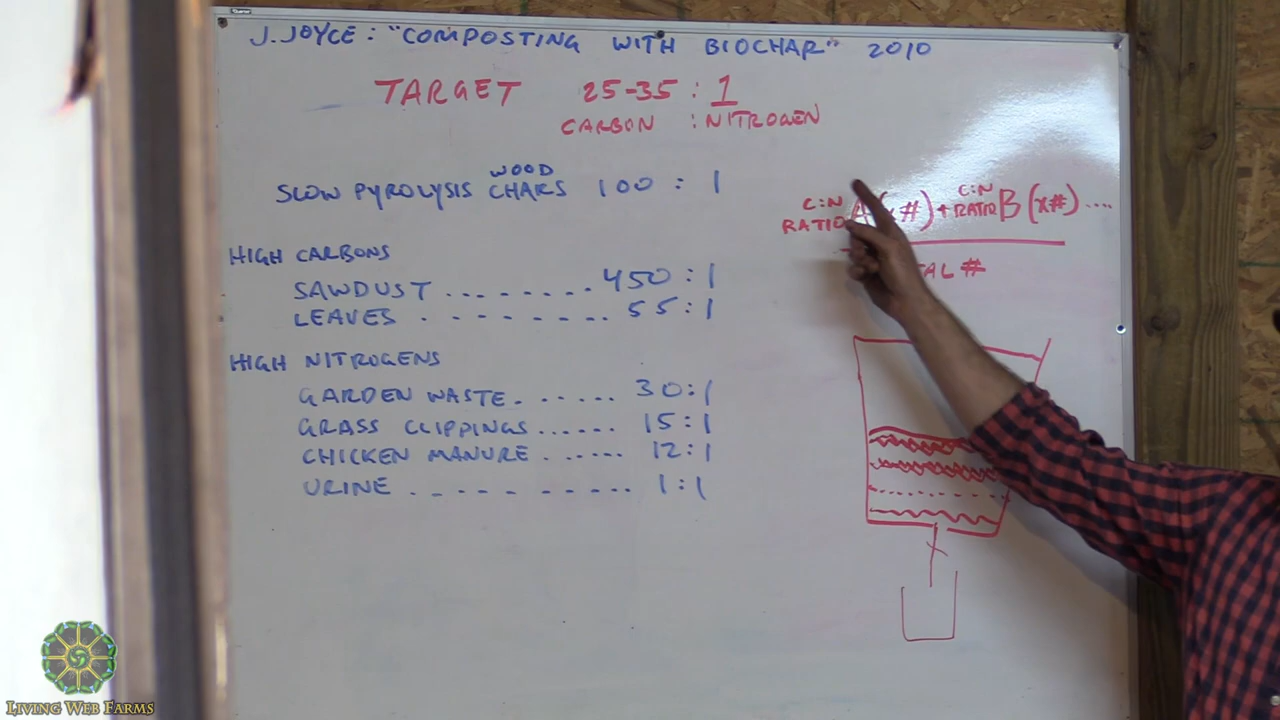 J. JOYCE: "COMPOSTING WITH BIOCHAR" 2010
TARGET 25-35 : 1
CARBON : NITROGEN
SLOW PYROLYSIS WOOD CHARS 100 : 1
HIGH CARBONS
SAWDUST ........ 450:1
LEAVES . ....... 55:1
HIGH NITROGENS
GARDEN WASTE ...... 30:1
GRASS CLIPPINGS ...... 15:1
CHICKEN MANURE ...... 12:1
URINE .......... 1:1
C:N RATIO A ( #) + C:N RATIO B (x#) ....
#
LIVING WEB FARMS